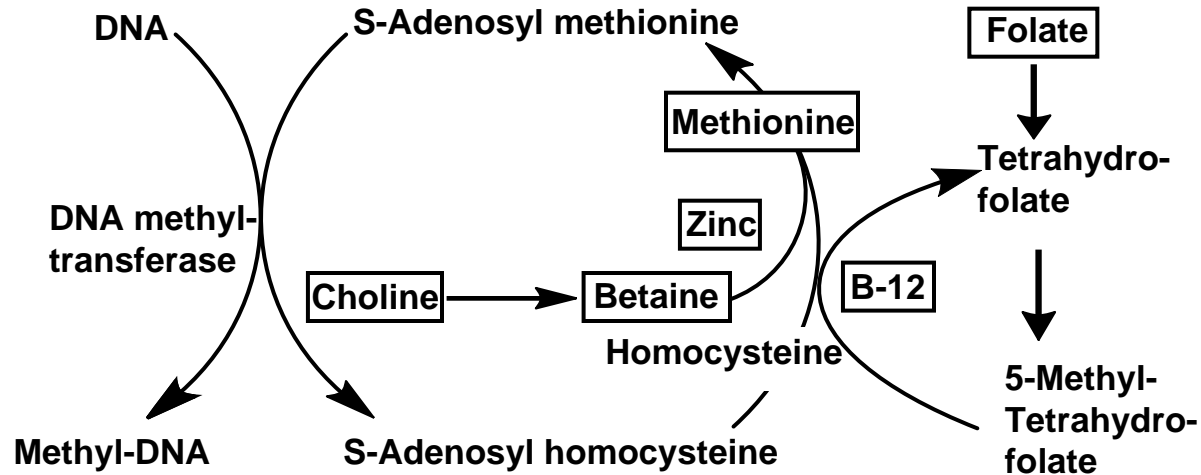 DNA
S-Adenosyl methionine
Folate
Methionine
Tetrahydro-
folate
DNA methyl-
transferase
Zinc
Choline
Betaine
B-12
Homocysteine
5-Methyl-
Tetrahydro-
folate
Methyl-DNA
S-Adenosyl homocysteine